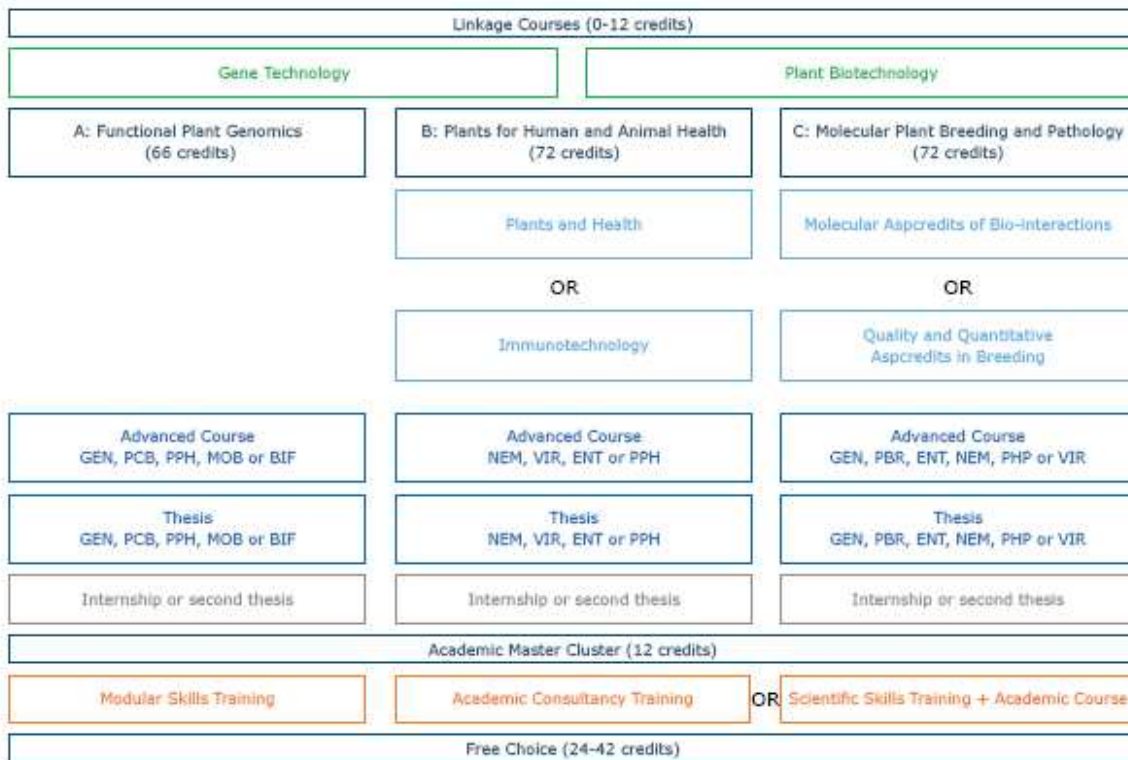 Linkage Courses (0-12 credits)
Gene Technology
Plant Biotechnology
A: Functional Plant Genomics
(66 credits)
B: Plants for Human and Animal Health
(72 credits)
C: Molecular Plant Breeding and Pathology
(72 credits)
Plants and Health
Molecular Aspcredits of Bio-interactions
OR
OR
Immunotechnology
Quality and Quantitative
Aspcredits in Breeding
Advanced Course
GEN, PCB, PPH, MOB or BIF
Advanced Course
NEM, VIR, ENT or PPH
Advanced Course
GEN, PBR, ENT, NEM, PHP or VIR
Thesis
GEN, PCB, PPH, MOB or BIF
Thesis
NEM, VIR, ENT or PPH
Thesis
GEN, PBR, ENT, NEM, PHP or VIR
Internship or second thesis
Internship or second thesis
Internship or second thesis
Academic Master Cluster (12 credits)
Modular Skills Training
Academic Consultancy Training
OR
Scientific Skills Training + Academic Course
Free Choice (24-42 credits)